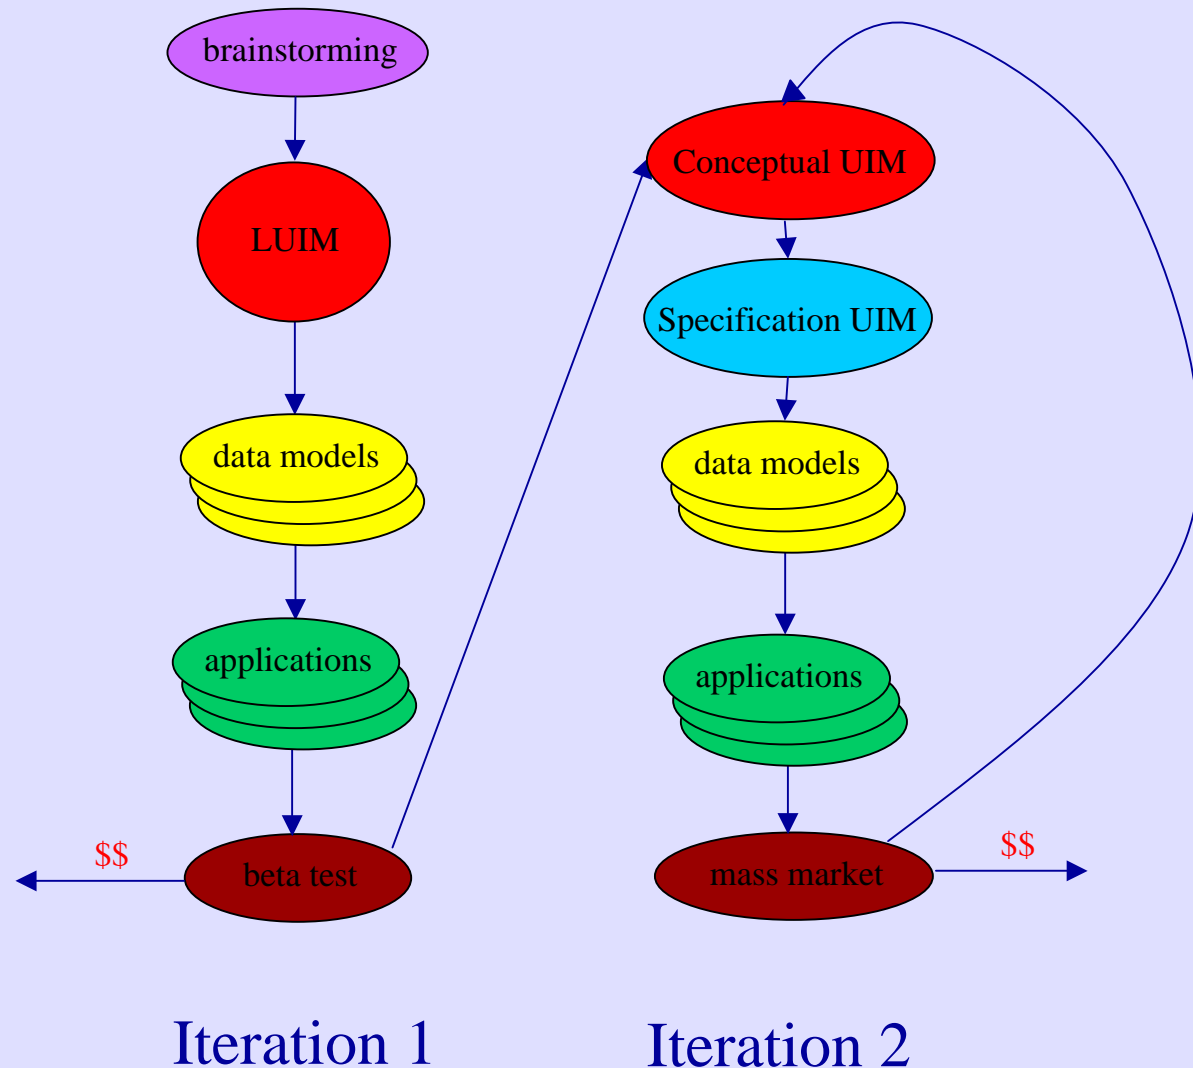 brainstorming
LUIM
data models
applications
$$
beta test
Iteration 1
Conceptual UIM
Specification UIM
data models
applications
mass market
$$
Iteration 2